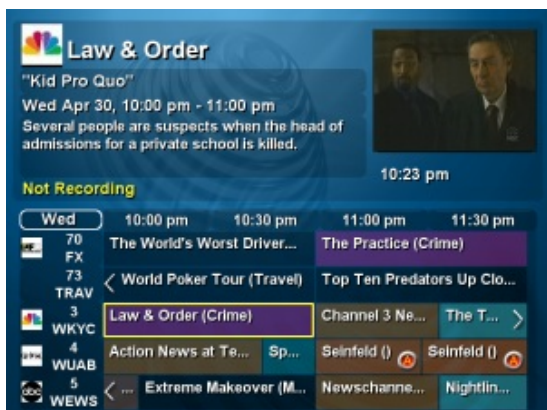 Law & Order
"Kid Pro Quo"
Wed Apr 30, 10:00 pm - 11:00 pm
Several people are suspects when the head of
admissions for a private school is killed.
10:23 pm
Not Recording
Wed 10:00 pm 10:30 pm 11:00 pm 11:30 pm
70 FX The World's Worst Driver... The Practice (Crime)
73 TRAV World Poker Tour (Travel) Top Ten Predators Up Clo...
3 WKYC Law & Order (Crime) Channel 3 Ne... The T...
4 WUAB Action News at Te... Sp... Seinfeld () Seinfeld ()
5 WEWS ... Extreme Makeover (M... Newschanne... Nightlin...
abc